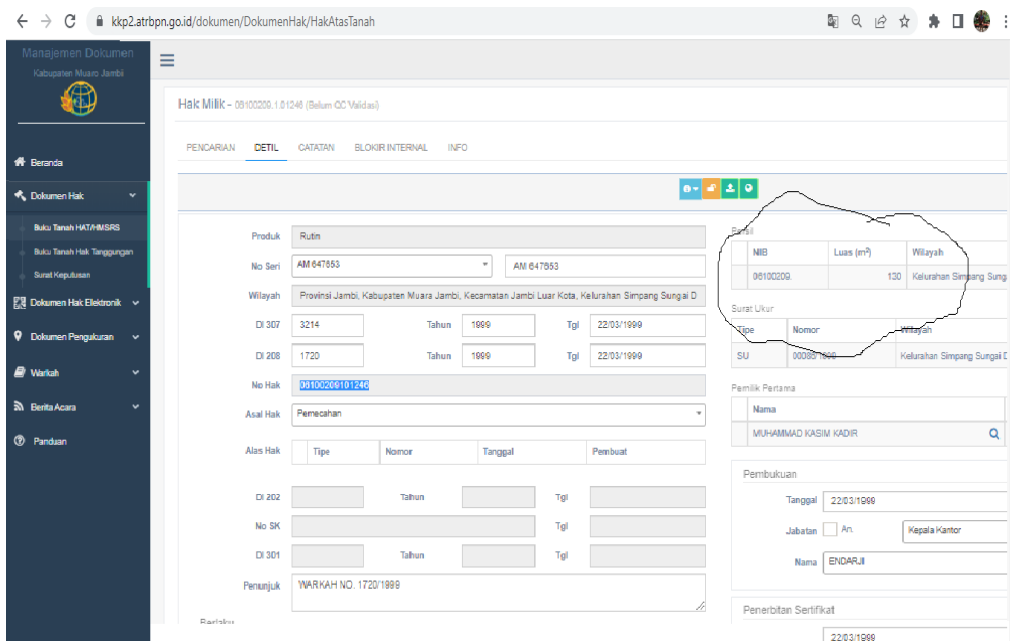 kkp2.atrbpn.go.id/dokumen/DokumenHak/HakAtasTanah
Manajemen Dokumen
Kabupaten Muaro Jambi
Beranda
Dokumen Hak
Buku Tanah HAT/HMSRS
Buku Tanah Hak Tanggungan
Surat Keputusan
Dokumen Hak Elektronik
Dokumen Pengukuran
Warkah
Berita Acara
Panduan
Hak Milik - 08100209.1.01246 (Belum QC Validasi)
PENCARIAN DETIL CATATAN BLOKIR INTERNAL INFO
Produk Rutin
No Seri AM 647653 AM 647653
Wilayah Provinsi Jambi, Kabupaten Muara Jambi, Kecamatan Jambi Luar Kota, Kelurahan Simpang Sungai D
DI 307 3214 Tahun 1999 Tgl 22/03/1999
DI 208 1720 Tahun 1999 Tgl 22/03/1999
No Hak 08100209101246
Asal Hak Pemecahan
Alas Hak Tipe Nomor Tanggal Pembuat
DI 202 Tahun Tgl
No SK Tgl
DI 301 Tahun Tgl
Penunjuk WARKAH NO. 1720/1999
Berlaku
Persil
NIB Luas (m²) Wilayah
08100209. 130 Kelurahan Simpang Sunga
Surat Ukur
Tipe Nomor Wilayah
SU 00086/1999 Kelurahan Simpang Sungai D
Pemilik Pertama
Nama
MUHAMMAD KASIM KADIR
Pembukuan
Tanggal 22/03/1999
Jabatan An. Kepala Kantor
Nama ENDARJI
Penerbitan Sertifikat
22/03/1999